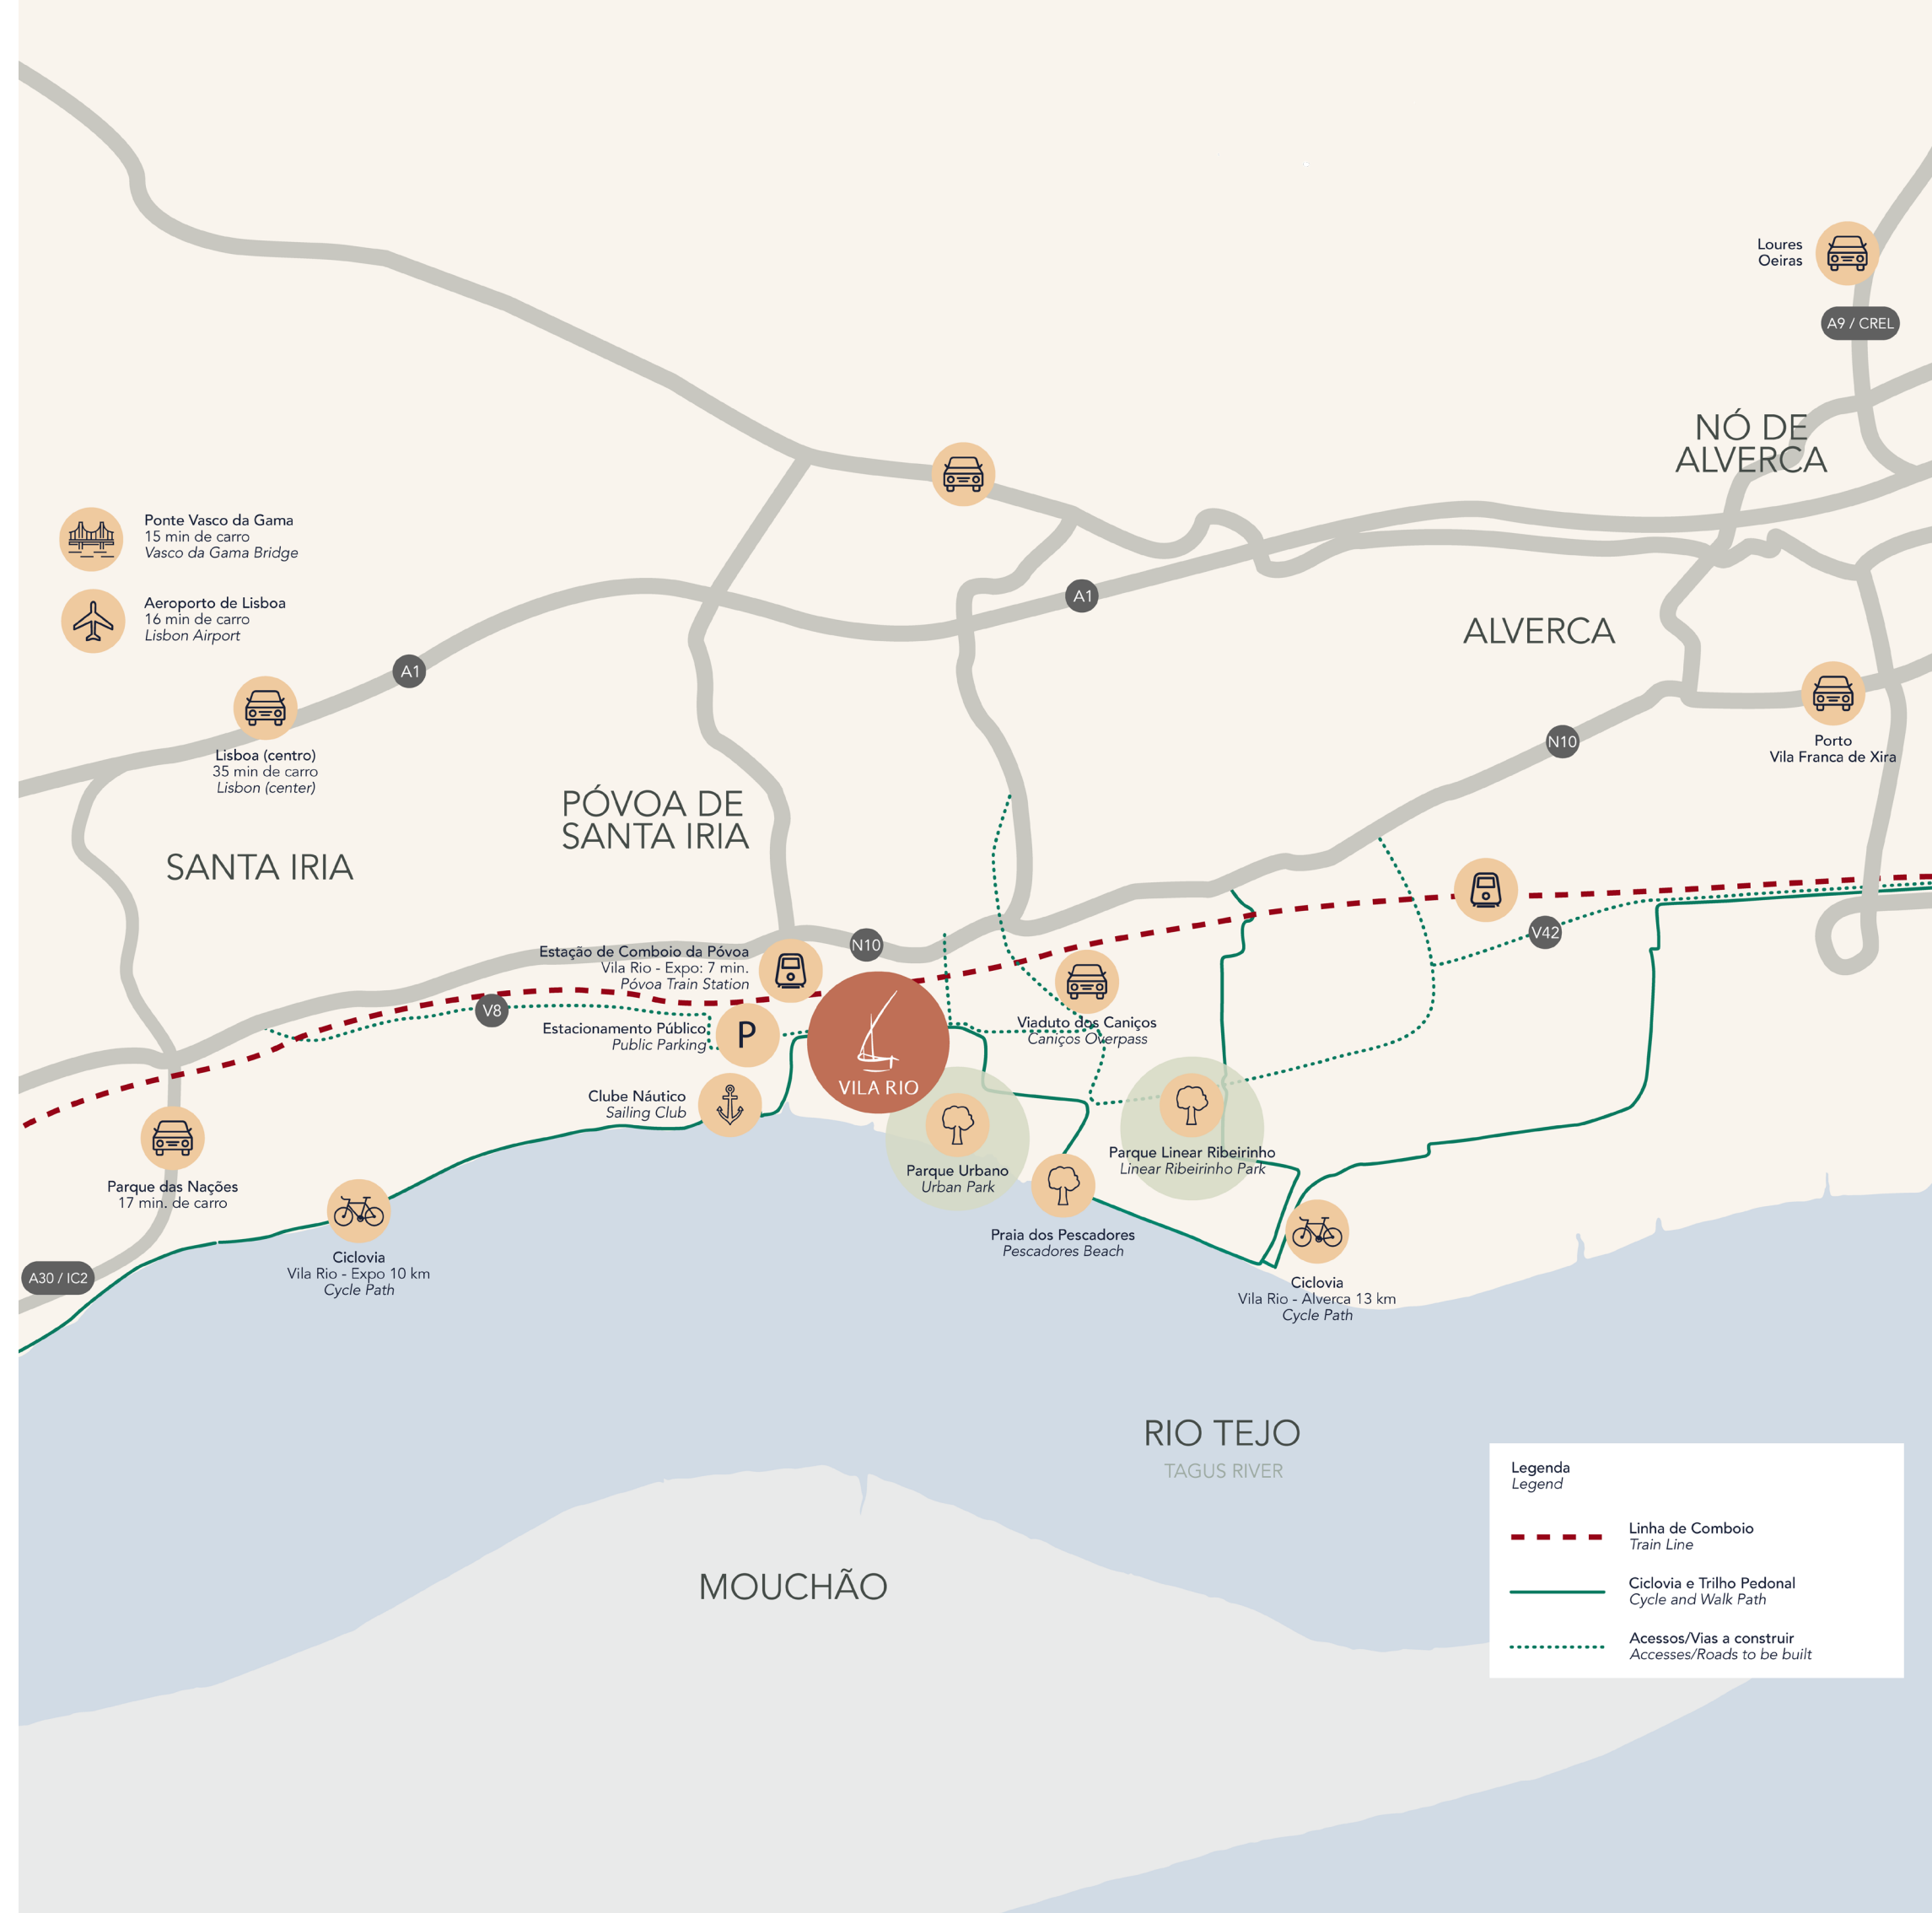 Loures
Oeiras
A9 / CREL
NÓ DE
ALVERCA
Ponte Vasco da Gama
15 min de carro
Vasco da Gama Bridge
Aeroporto de Lisboa
16 min de carro
Lisbon Airport
A1
A1
ALVERCA
Lisboa (centro)
35 min de carro
Lisbon (center)
N10
Porto
Vila Franca de Xira
PÓVOA DE
SANTA IRIA
SANTA IRIA
N10
V42
Estação de Comboio da Póvoa
Vila Rio - Expo: 7 min.
Póvoa Train Station
V8
Estacionamento Público
Public Parking
P
Viaduto dos Caniços
Caniços Overpass
VILA RIO
Clube Náutico
Sailing Club
Parque Urbano
Urban Park
Parque Linear Ribeirinho
Linear Ribeirinho Park
Parque das Nações
17 min. de carro
Praia dos Pescadores
Pescadores Beach
A30 / IC2
Ciclovia
Vila Rio - Expo 10 km
Cycle Path
Ciclovia
Vila Rio - Alverca 13 km
Cycle Path
RIO TEJO
TAGUS RIVER
MOUCHÃO
Legenda
Legend
Linha de Comboio
Train Line
Ciclovia e Trilho Pedonal
Cycle and Walk Path
Acessos/Vias a construir
Accesses/Roads to be built